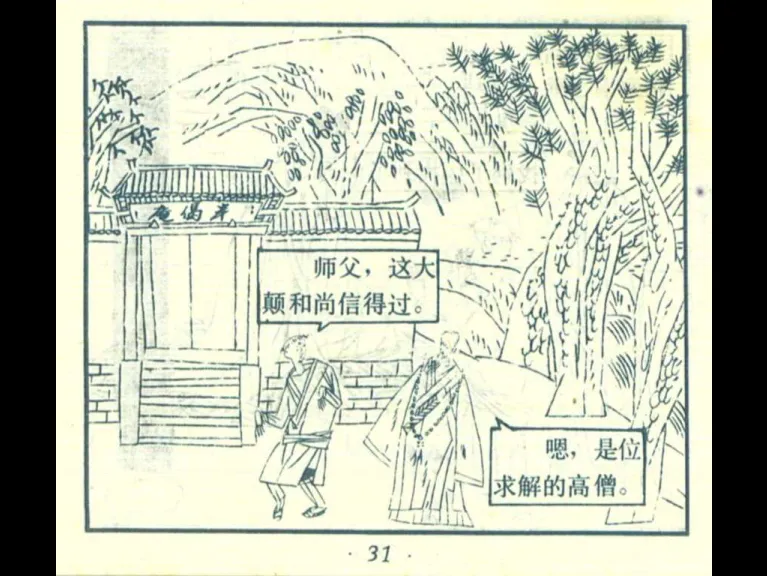 师父，这大
颠和尚信得过。
嗯，是位
求解的高僧。
· 31 ·